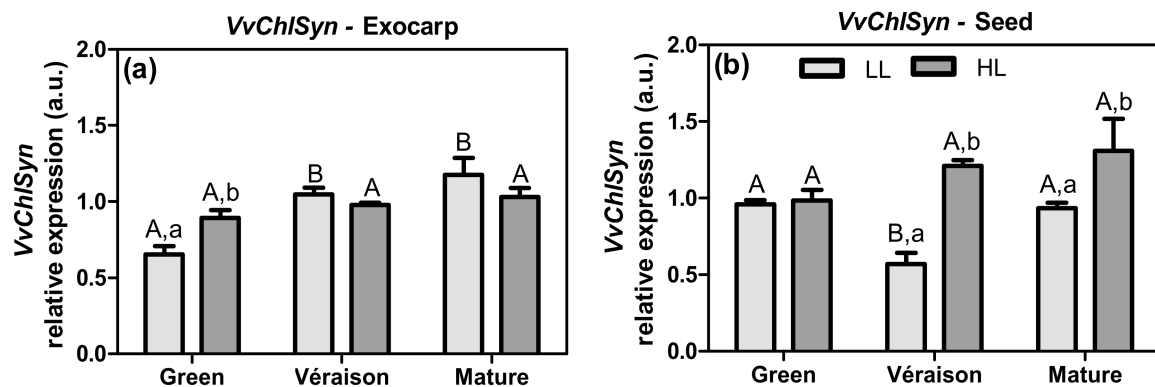 VvChlSyn - Exocarp
(a)
VvChlSyn
relative expression (a.u.)
2.0
1.5
1.0
0.5
0.0
A,a
A,b
B
A
B
A
Green Véraison Mature
VvChlSyn - Seed
(b)
LL HL
VvChlSyn
relative expression (a.u.)
2.0
1.5
1.0
0.5
0.0
A
A
B,a
A,b
A,a
A,b
Green Véraison Mature